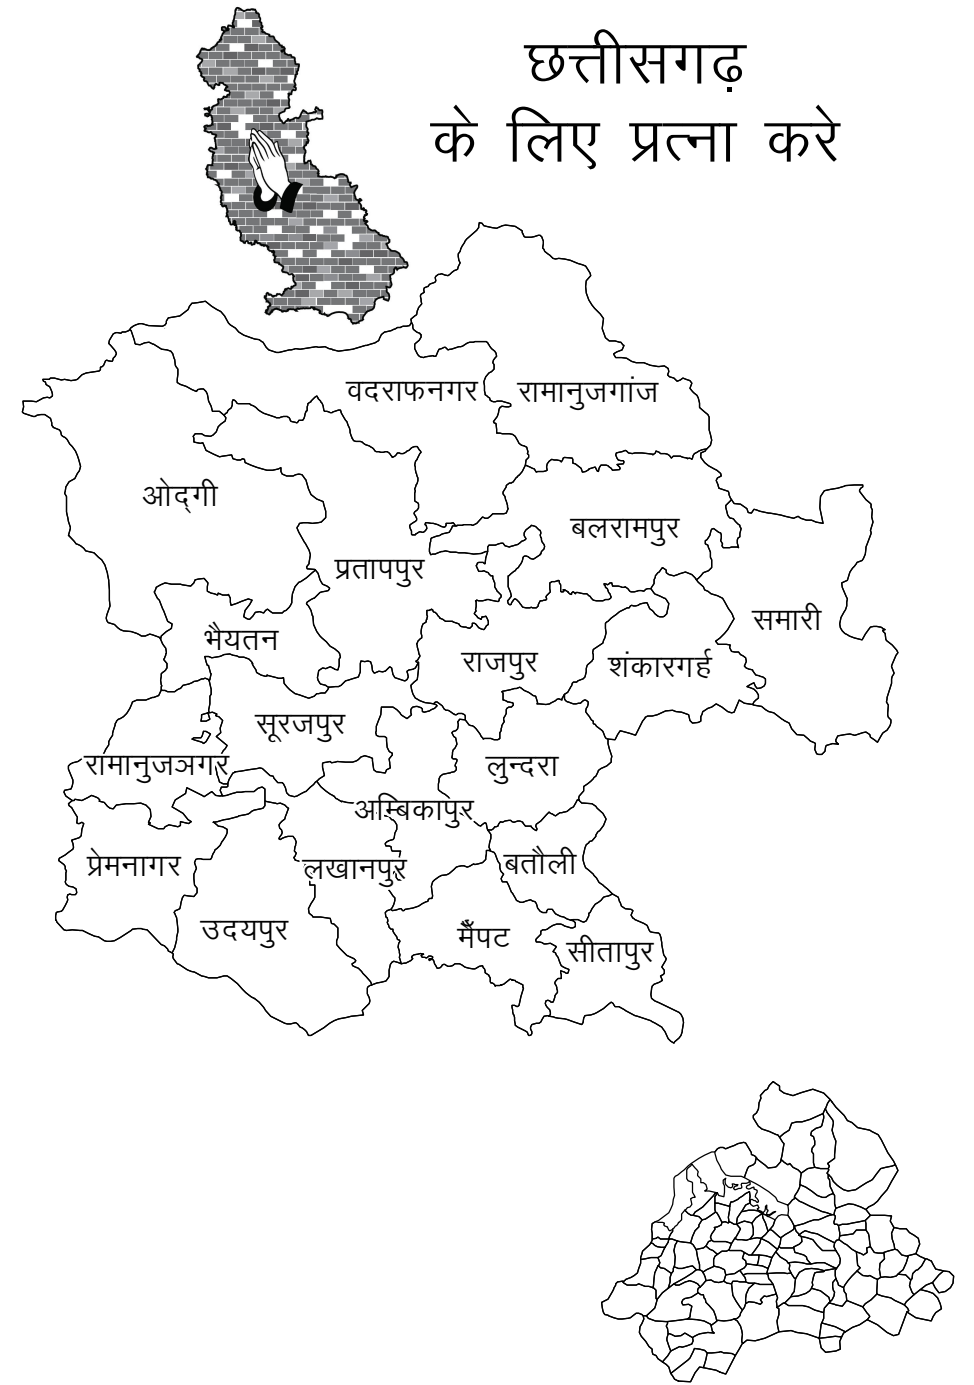 छत्तीसगढ़
के लिए प्रत्ना करे
वदराफनगर
रामानुजगांज
ओद्गी
बलरामपुर
प्रतापपुर
समारी
भैयतन
राजपुर
शंकारगर्ह
सूरजपुर
रामानुजञगर
लुन्दरा
अम्बिकापुर
प्रेमनागर
लखानपुर
बतौली
उदयपुर
मैंपट
सीतापुर